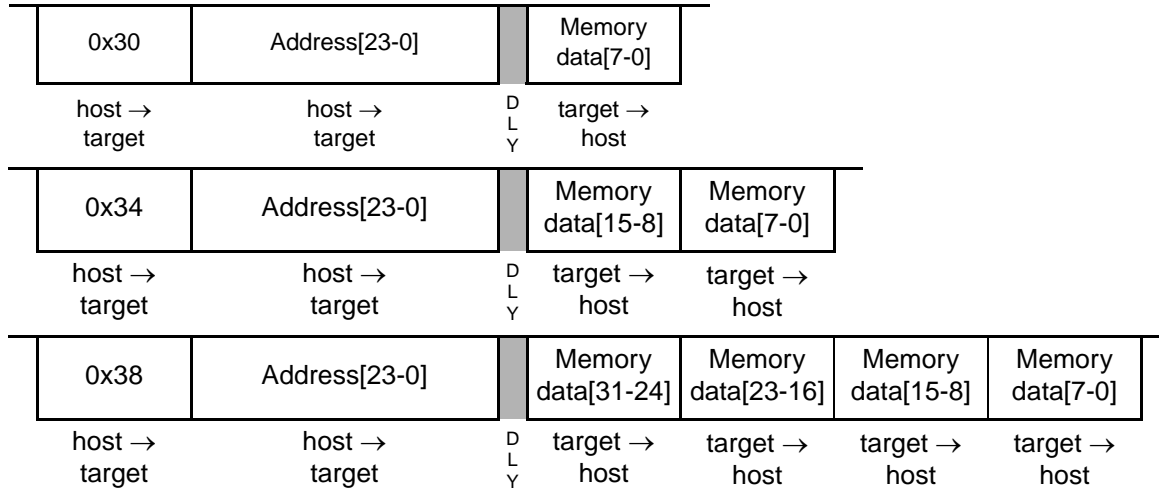 0x30 Address[23-0] Memory
data[7-0]
host → host → D target →
target target L host
Y
0x34 Address[23-0] Memory Memory
data[15-8] data[7-0]
host → host → D target → target →
target target L host host
Y
0x38 Address[23-0] Memory Memory Memory Memory
data[31-24] data[23-16] data[15-8] data[7-0]
host → host → D target → target → target → target →
target target L host host host host
Y